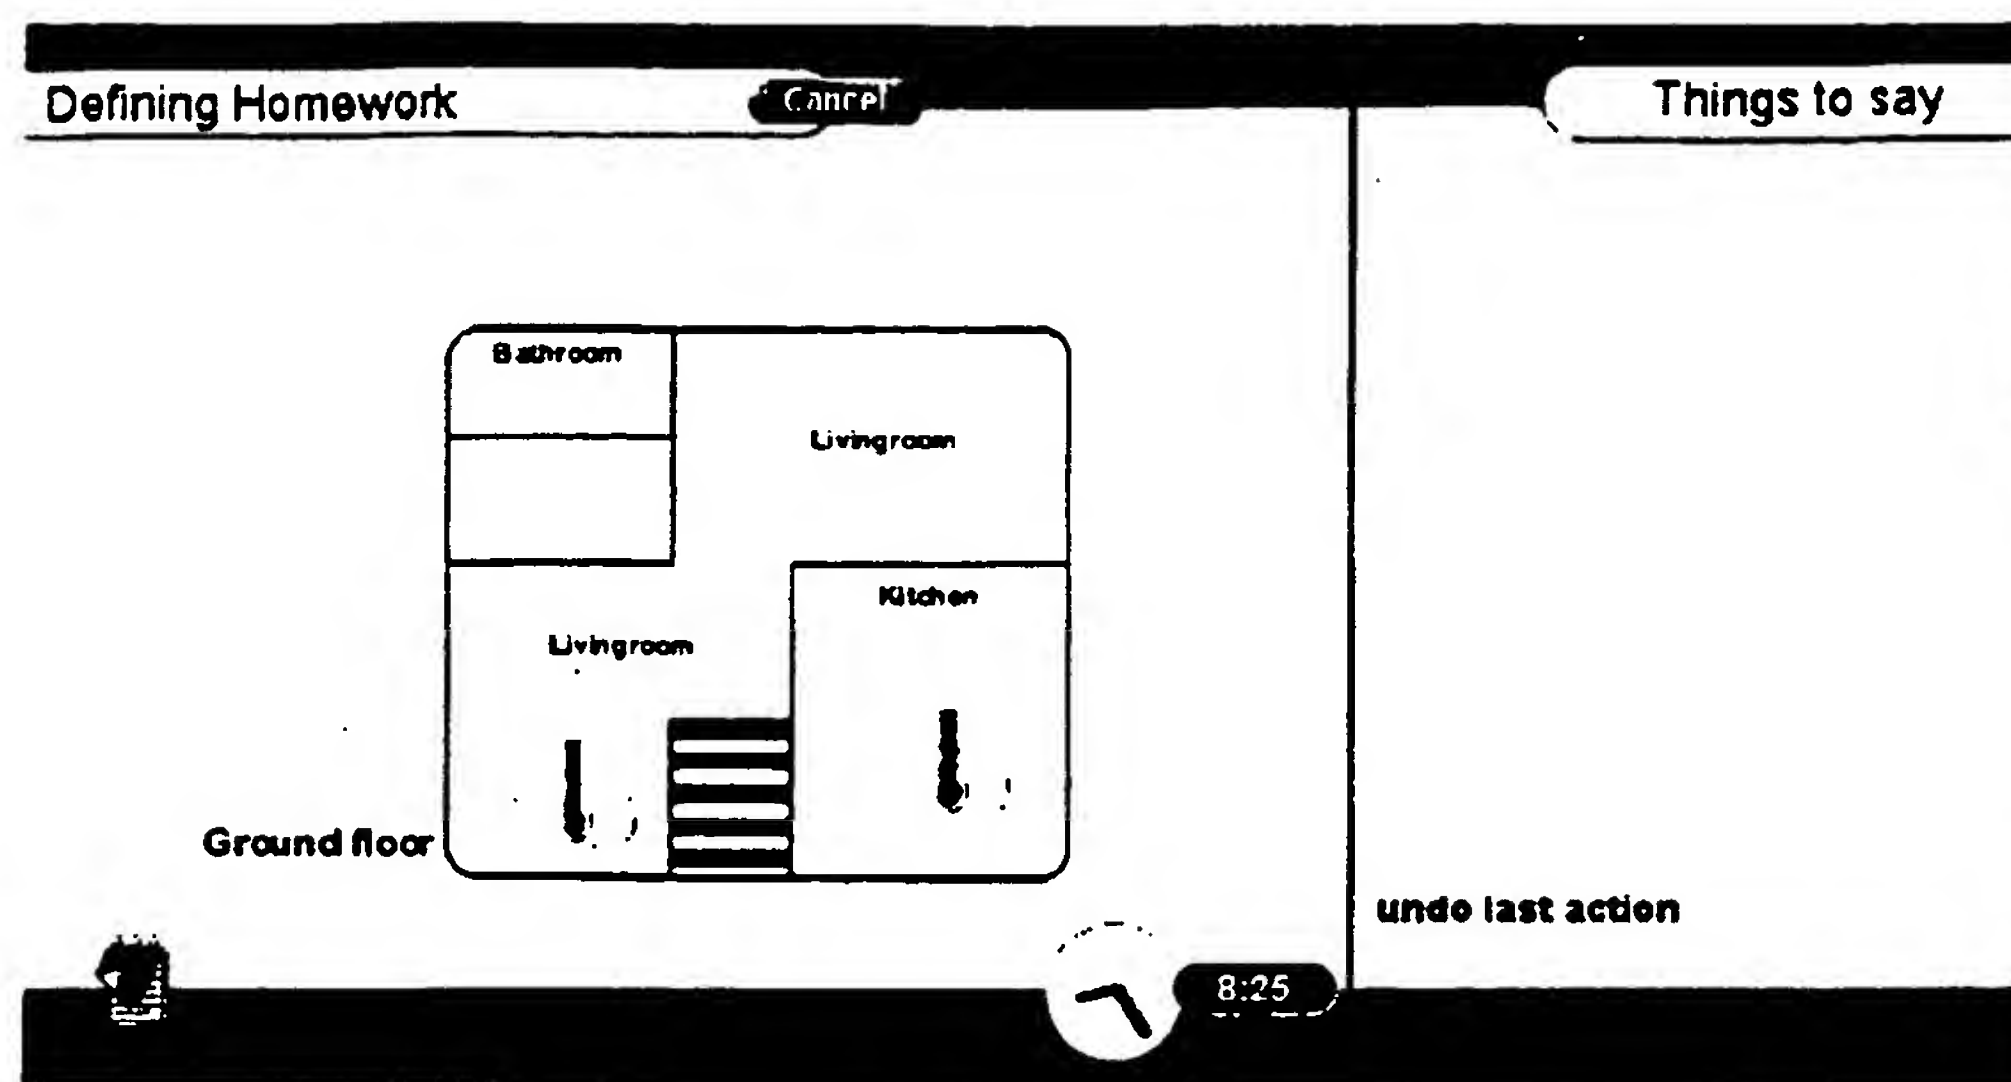 Defining Homework
Cancel
Things to say
Bathroom
Livingroom
Kitchen
Livingroom
Ground floor
undo last action
8:25